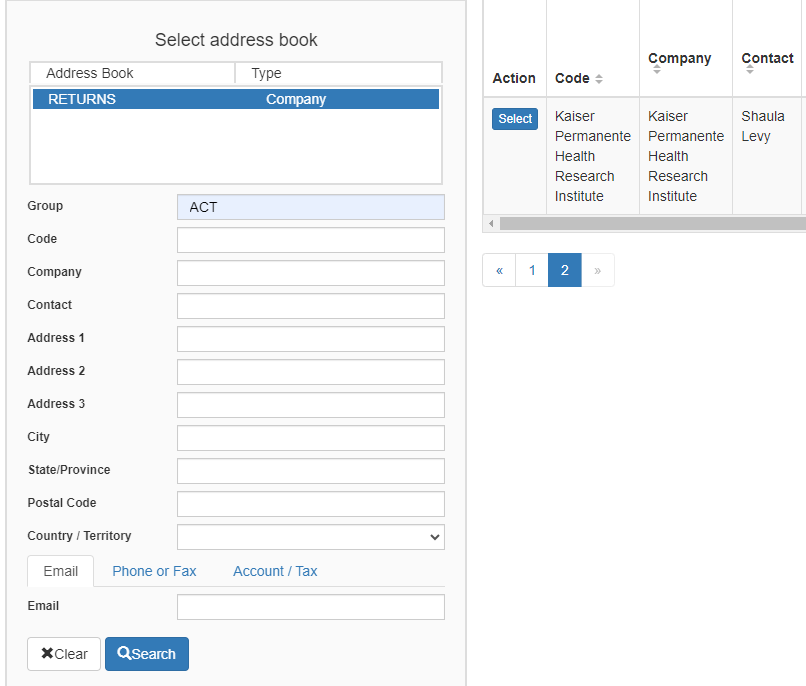 Select address book
Address Book Type
RETURNS Company
Group ACT
Code
Company
Contact
Address 1
Address 2
Address 3
City
State/Province
Postal Code
Country / Territory
Email Phone or Fax Account / Tax
Email
Clear Search
Action Code Company Contact
Select Kaiser Kaiser Shaula
Permanente Permanente Levy
Health Health
Research Research
Institute Institute
« 1 2 »